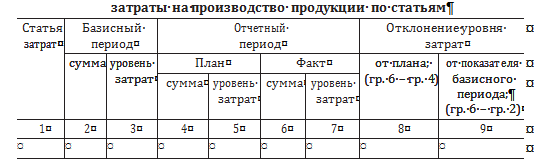 затраты на производство продукции по статьям¶
Статья Базисный Отчетный Отклонение уровня
затрат¤ период¤ период¤ затрат¤ ¤
сумма¤ уровень План¤ Факт¤ от плана; от показателя ¤
затрат¤ (гр. 6 – гр. 4)¤ базисного
сумма¤ уровень сумма¤ уровень периода;¶ ¤
затрат¤ затрат¤ (гр. 6 – гр. 2)¤
1¤ 2¤ 3¤ 4¤ 5¤ 6¤ 7¤ 8¤ 9¤ ¤
¤ ¤ ¤ ¤ ¤ ¤ ¤ ¤ ¤ ¤